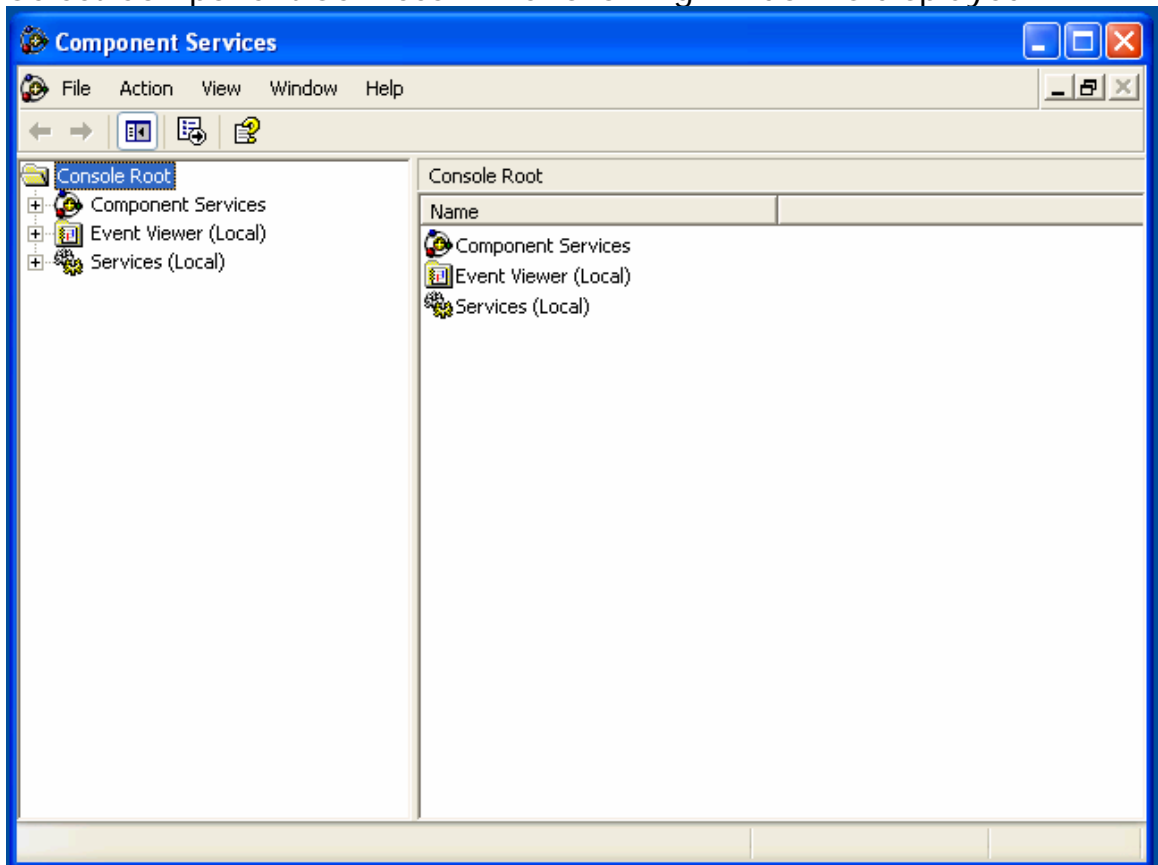 Component Services
File Action View Window Help
Console Root
Component Services
Event Viewer (Local)
Services (Local)
Console Root
Name
Component Services
Event Viewer (Local)
Services (Local)